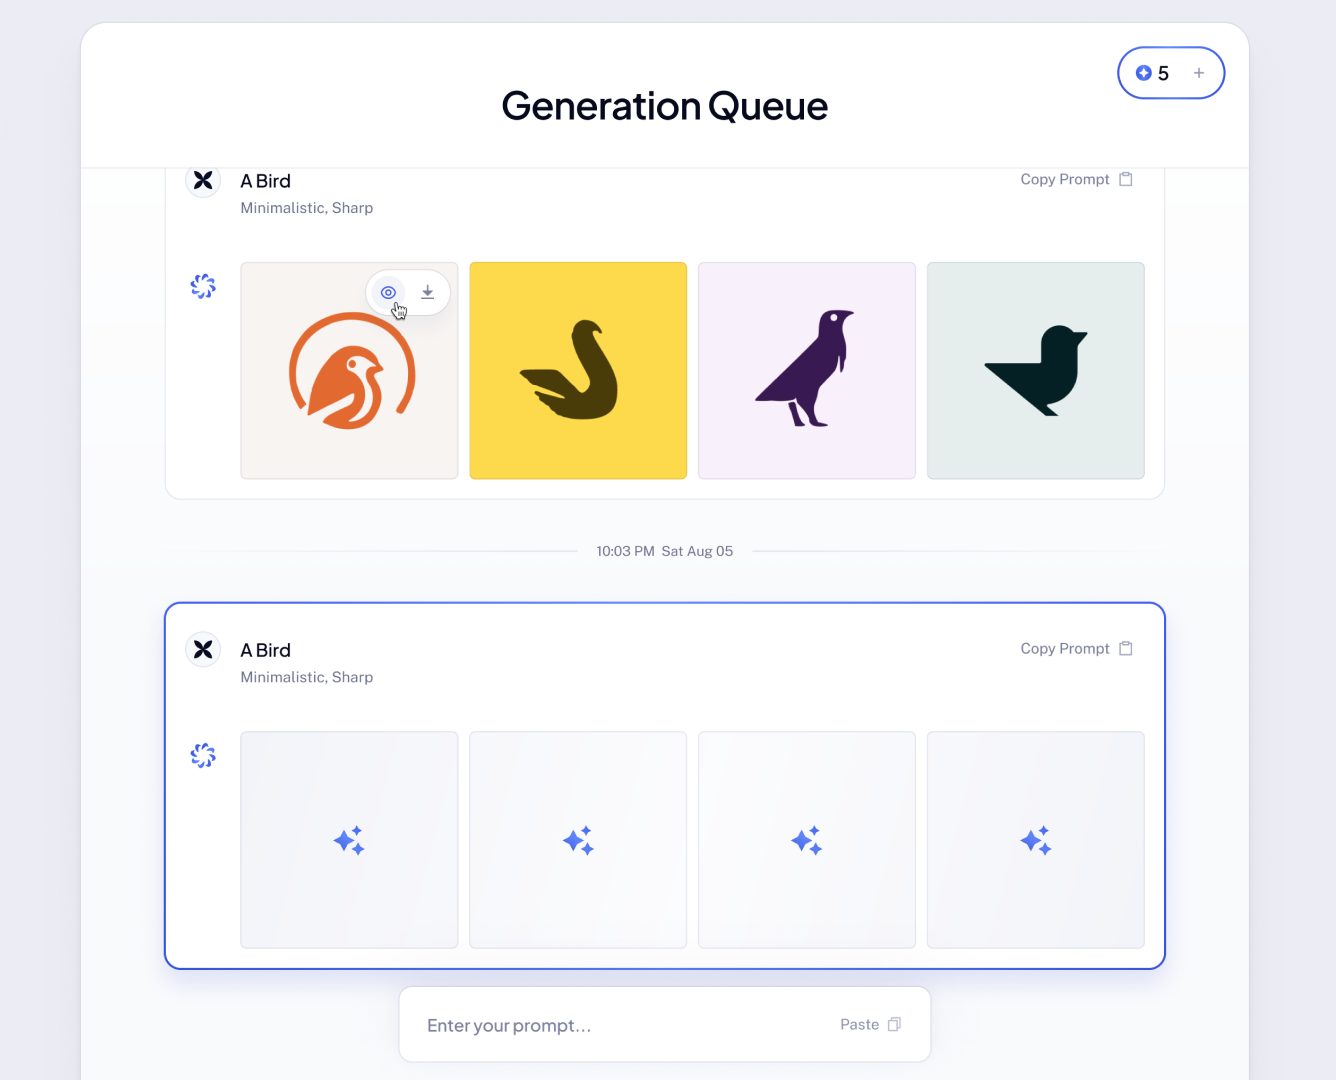 5 +
Generation Queue
A Bird
Copy Prompt
Minimalistic, Sharp
10:03 PM Sat Aug 05
A Bird
Copy Prompt
Minimalistic, Sharp
Enter your prompt...
Paste